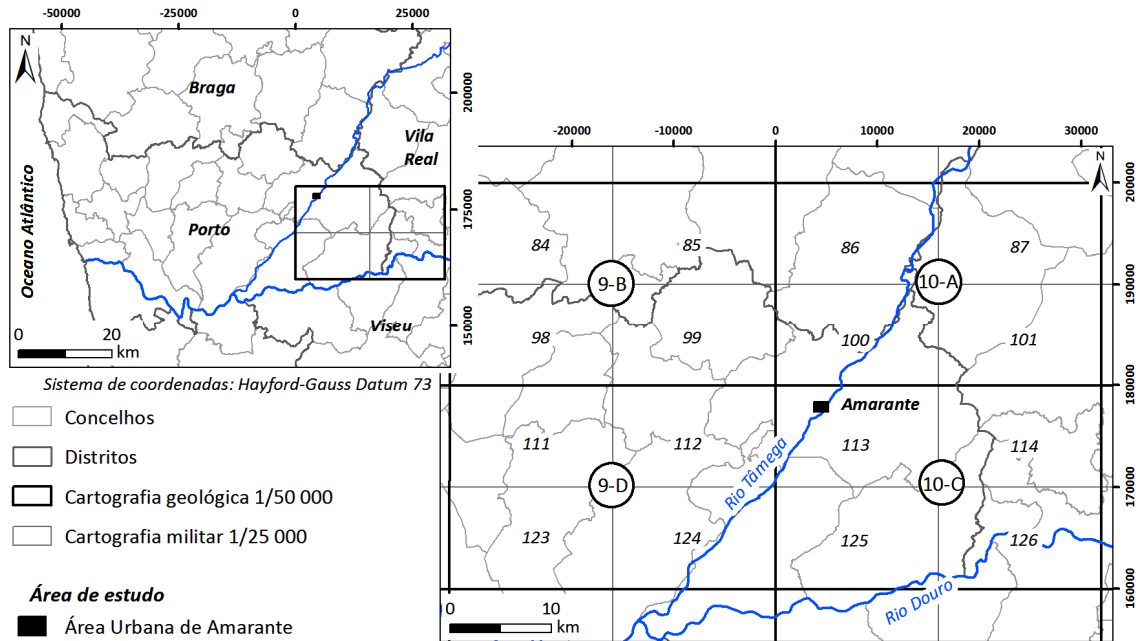 -50000 -25000 0 25000
N
Braga
200000
Vila
Real
175000
Porto
Oceano Atlântico
Viseu
150000
0 20
km
Sistema de coordenadas: Hayford-Gauss Datum 73
Concelhos
Distritos
Cartografia geológica 1/50 000
Cartografia militar 1/25 000
Área de estudo
Área Urbana de Amarante
-20000 -10000 0 10000 20000 30000
N
200000
84 85 86 87
9-B 10-A
190000
98 99 100 101
180000
Amarante
111 112 113 114
Rio Tâmega
9-D 10-C
170000
123 124 125 126
160000
Rio Douro
0 10
km